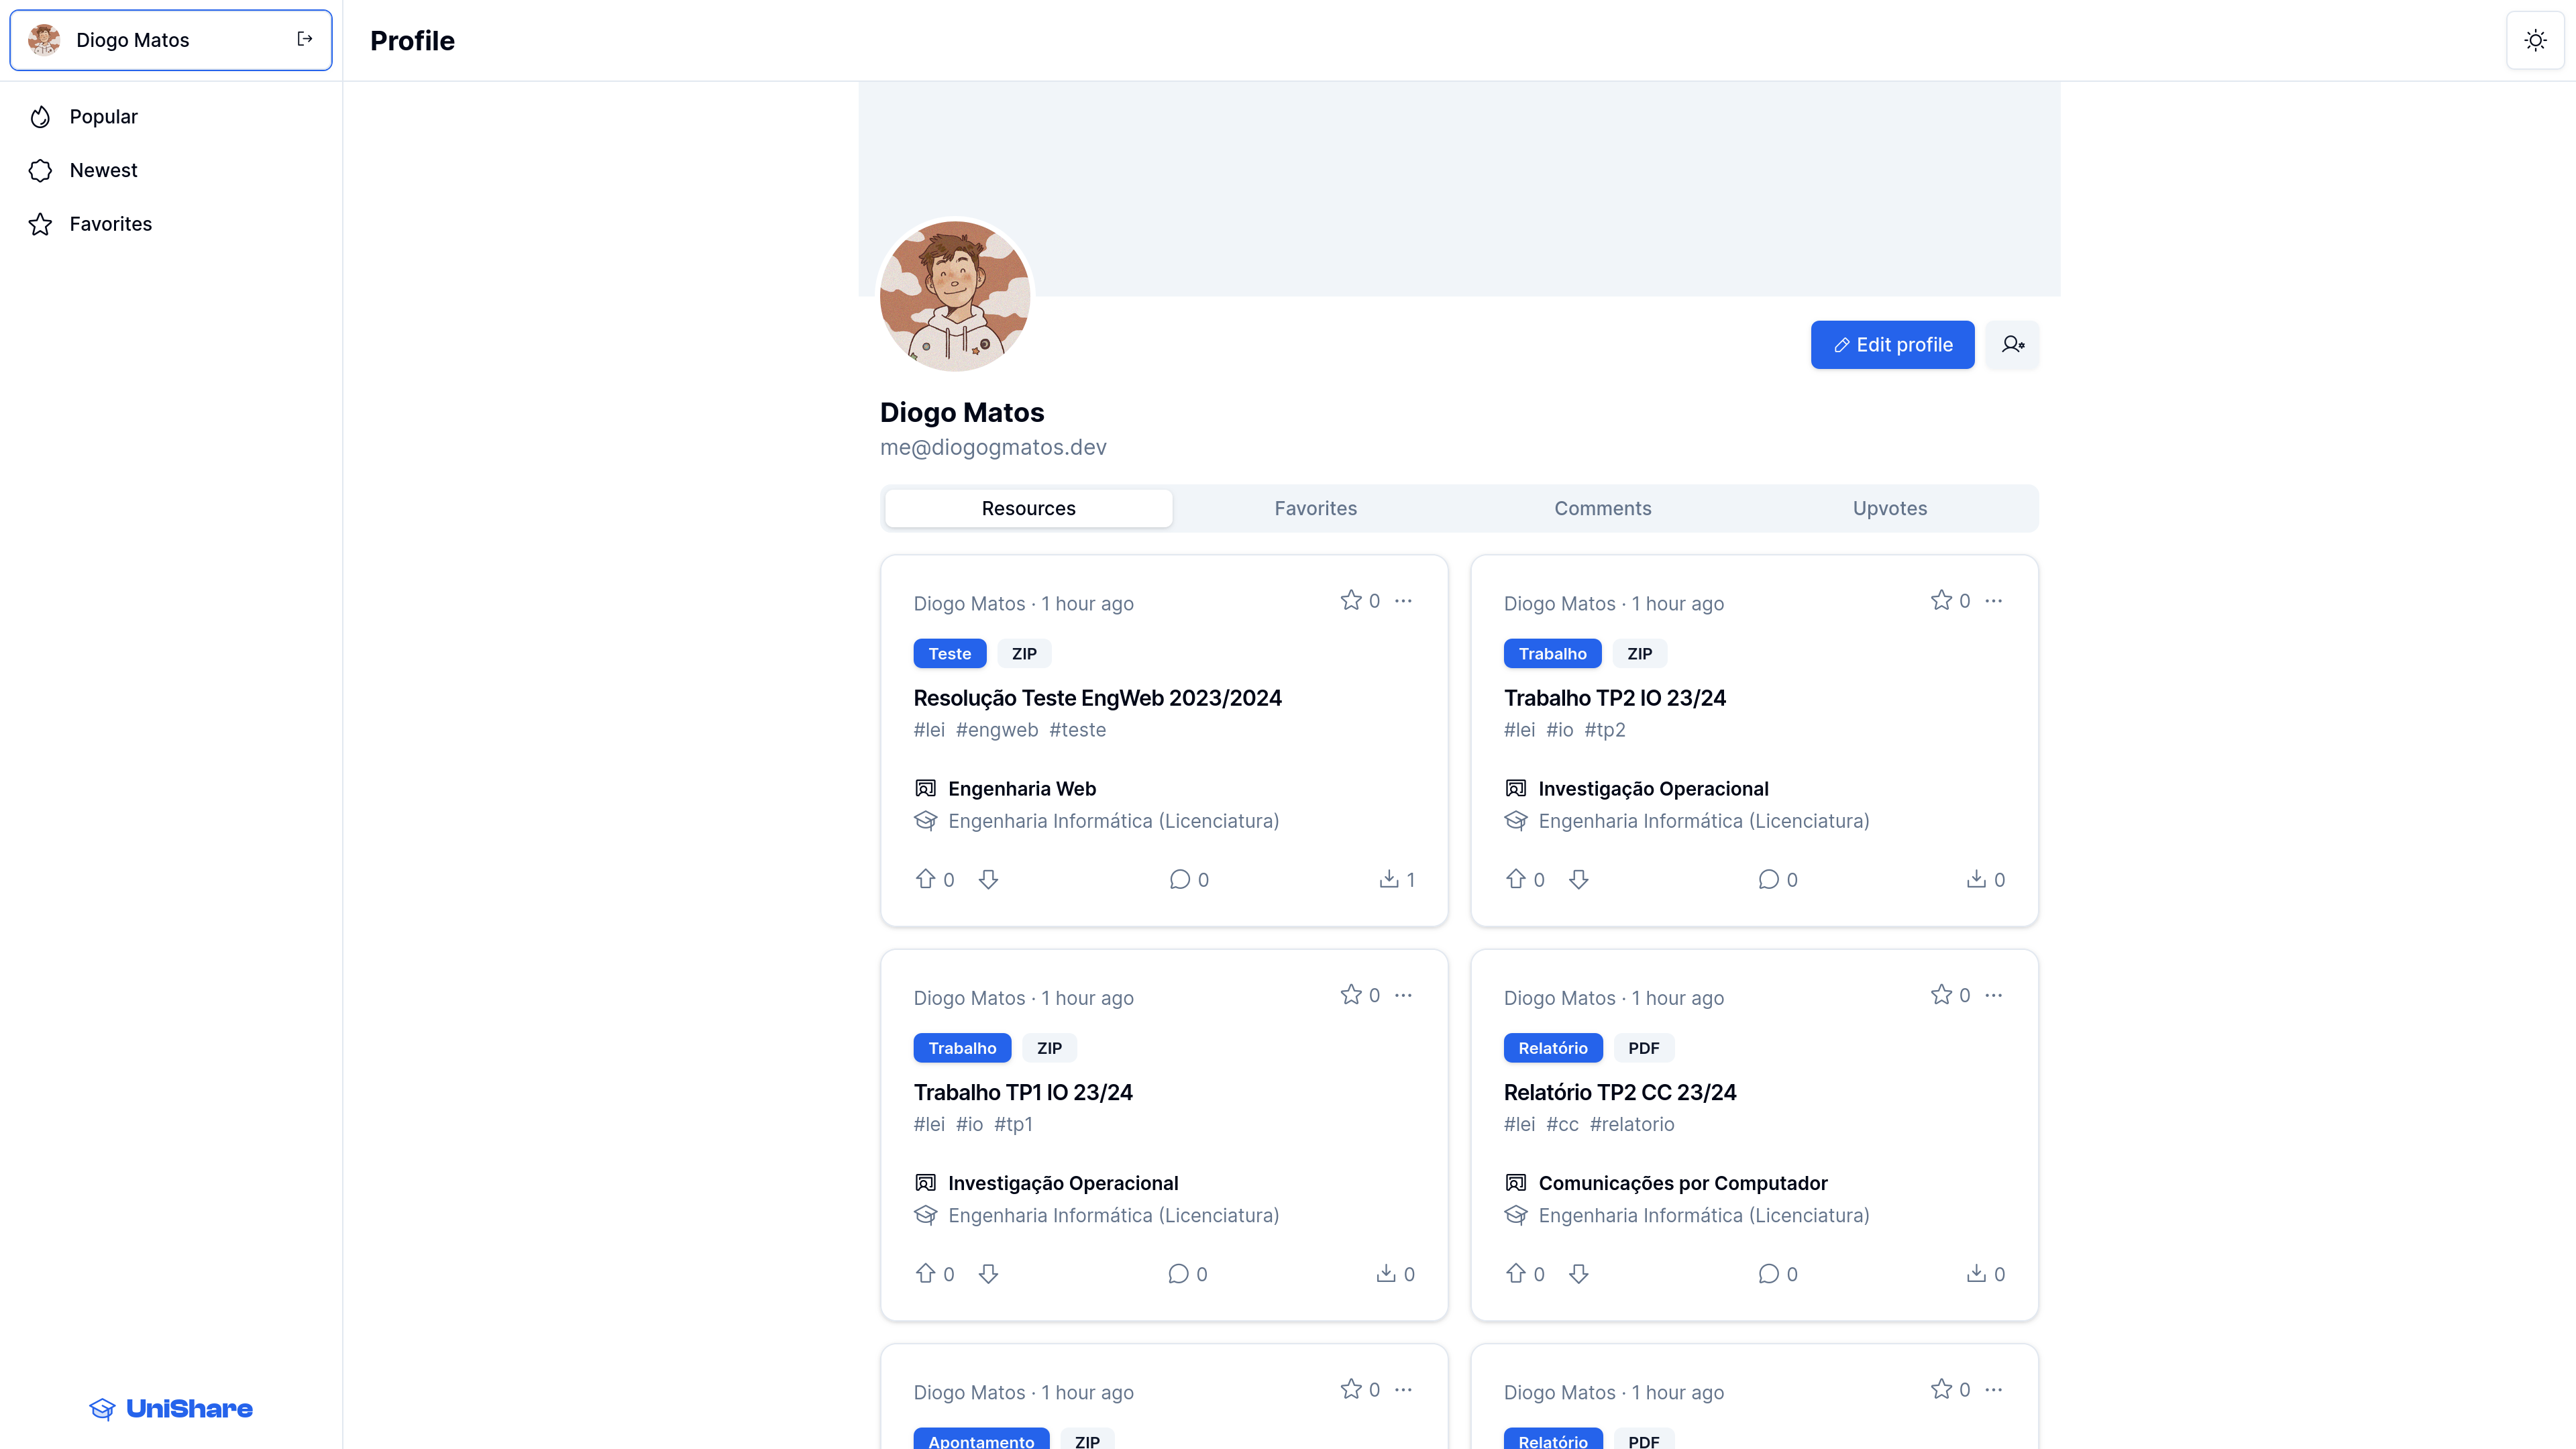 Diogo Matos
Profile
Popular
Newest
Favorites
Edit profile
Diogo Matos
me@diogogmatos.dev
Resources Favorites Comments Upvotes
Diogo Matos · 1 hour ago 0
Teste ZIP
Resolução Teste EngWeb 2023/2024
#lei #engweb #teste
Engenharia Web
Engenharia Informática (Licenciatura)
0 0 1
Diogo Matos · 1 hour ago 0
Trabalho ZIP
Trabalho TP2 IO 23/24
#lei #io #tp2
Investigação Operacional
Engenharia Informática (Licenciatura)
0 0 0
Diogo Matos · 1 hour ago 0
Trabalho ZIP
Trabalho TP1 IO 23/24
#lei #io #tp1
Investigação Operacional
Engenharia Informática (Licenciatura)
0 0 0
Diogo Matos · 1 hour ago 0
Relatório PDF
Relatório TP2 CC 23/24
#lei #cc #relatorio
Comunicações por Computador
Engenharia Informática (Licenciatura)
0 0 0
Diogo Matos · 1 hour ago 0
Apontamento ZIP
Diogo Matos · 1 hour ago 0
Relatório PDF
UniShare